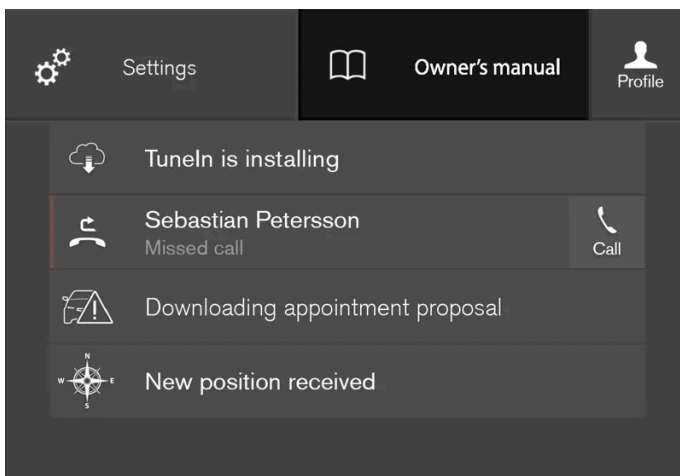 Settings
Owner's manual
Profile
TuneIn is installing
Sebastian Petersson
Missed call
Call
Downloading appointment proposal
N
W E
S
New position received